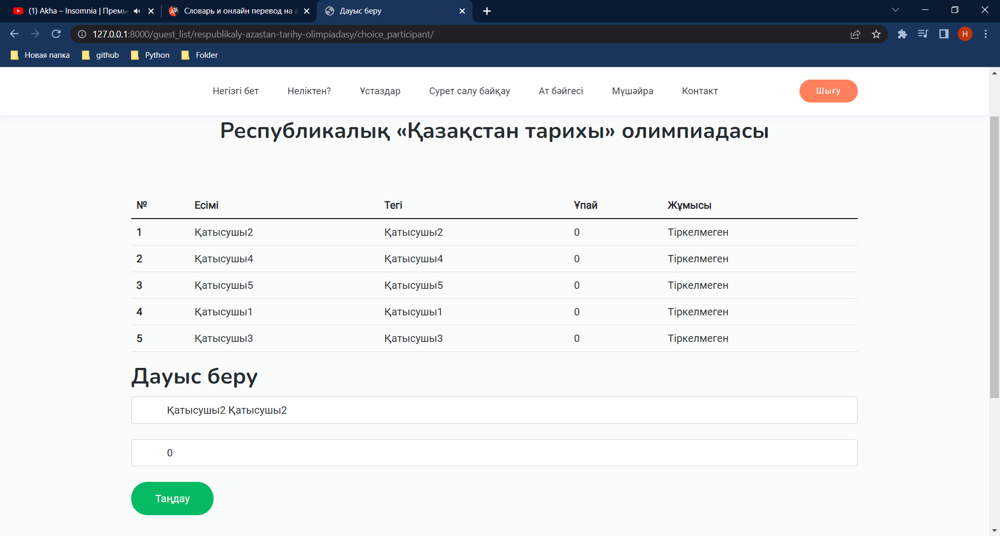 (1) Akha – Insomnia | Премье
Словарь и онлайн перевод на а
Дауыс беру
127.0.0.1:8000/guest_list/respublikaly-azastan-tarihy-olimpiadasy/choice_participant/
H
Новая папка
github
Python
Folder
Негізгі бет
Неліктен?
Ұстаздар
Сурет салу байқау
Ат бәйгесі
Мүшәйра
Контакт
Шығу
Республикалық «Қазақстан тарихы» олимпиадасы
№ Есімі Тегі Ұпай Жұмысы
1 Қатысушы2 Қатысушы2 0 Тіркелмеген
2 Қатысушы4 Қатысушы4 0 Тіркелмеген
3 Қатысушы5 Қатысушы5 0 Тіркелмеген
4 Қатысушы1 Қатысушы1 0 Тіркелмеген
5 Қатысушы3 Қатысушы3 0 Тіркелмеген
Дауыс беру
Қатысушы2 Қатысушы2
0
Таңдау